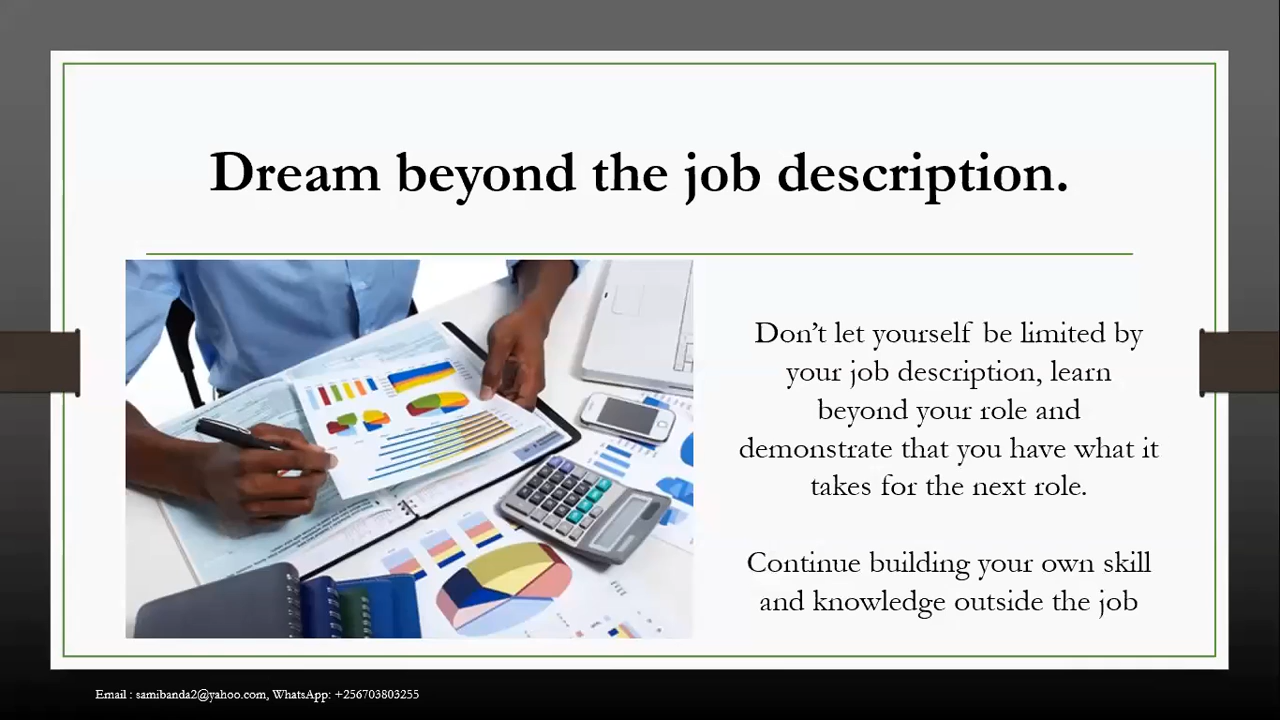 Dream beyond the job description.
Don’t let yourself be limited by
your job description, learn
beyond your role and
demonstrate that you have what it
takes for the next role.
Continue building your own skill
and knowledge outside the job
Email : samibanda2@yahoo.com, WhatsApp: +256703803255